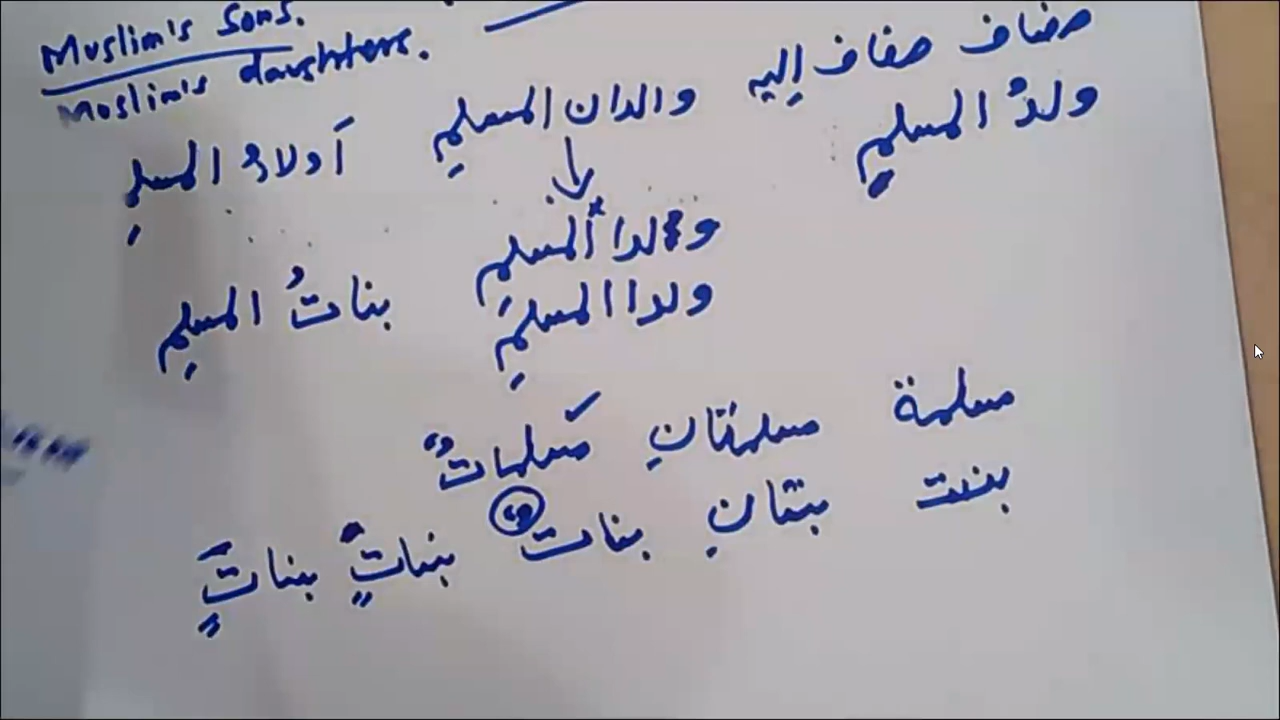 Muslim's Sons.
Muslim's daughters.
مضاف مضاف إليه
ولدُ المسلمِ والدان المسلمِ أولادُ المسلمِ
ولدا المسلم
ولدا المسلمِ بناتُ المسلمِ
مسلمة مسلمتانِ مسلماتٌ
بنت بنتانِ بناتٌ بناتٍ بناتٍ